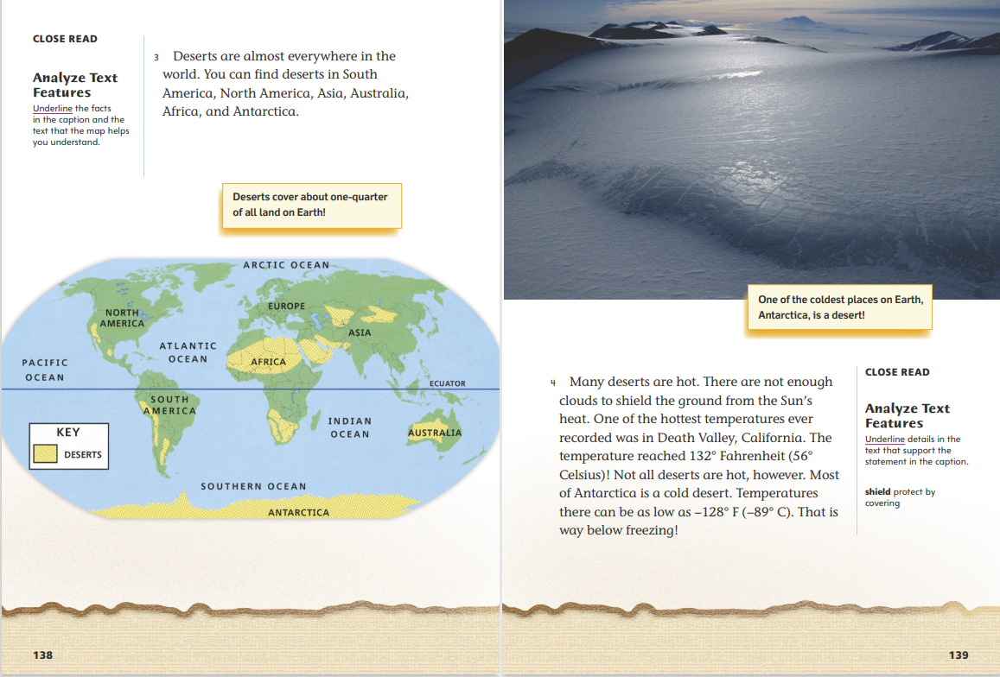 CLOSE READ
Analyze Text
Features
Underline the facts
in the caption and the
text that the map helps
you understand.
3 Deserts are almost everywhere in the
world. You can find deserts in South
America, North America, Asia, Australia,
Africa, and Antarctica.
Deserts cover about one-quarter
of all land on Earth!
ARCTIC OCEAN
NORTH
AMERICA
EUROPE
ASIA
ATLANTIC
OCEAN
AFRICA
PACIFIC
OCEAN
EQUATOR
SOUTH
AMERICA
INDIAN
OCEAN
AUSTRALIA
KEY
DESERTS
SOUTHERN OCEAN
ANTARCTICA
138
One of the coldest places on Earth,
Antarctica, is a desert!
4 Many deserts are hot. There are not enough
clouds to shield the ground from the Sun's
heat. One of the hottest temperatures ever
recorded was in Death Valley, California. The
temperature reached 132° Fahrenheit (56°
Celsius)! Not all deserts are hot, however. Most
of Antarctica is a cold desert. Temperatures
there can be as low as –128° F (–89° C). That is
way below freezing!
CLOSE READ
Analyze Text
Features
Underline details in the
text that support the
statement in the caption.
shield protect by
covering
139